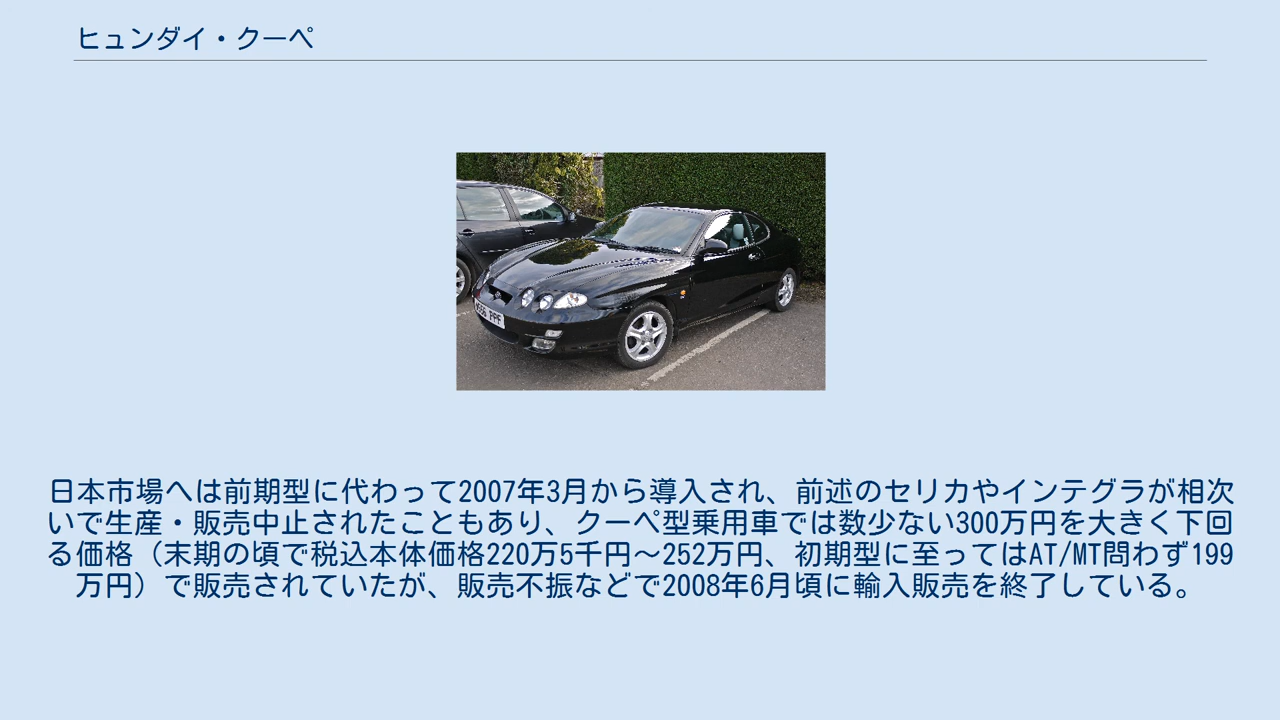 ヒュンダイ・クーペ
PPF
日本市場へは前期型に代わって2007年3月から導入され、前述のセリカやインテグラが相次
いで生産・販売中止されたこともあり、クーペ型乗用車では数少ない300万円を大きく下回
る価格（末期の頃で税込本体価格220万5千円～252万円、初期型に至ってはAT/MT問わず199
万円）で販売されていたが、販売不振などで2008年6月頃に輸入販売を終了している。